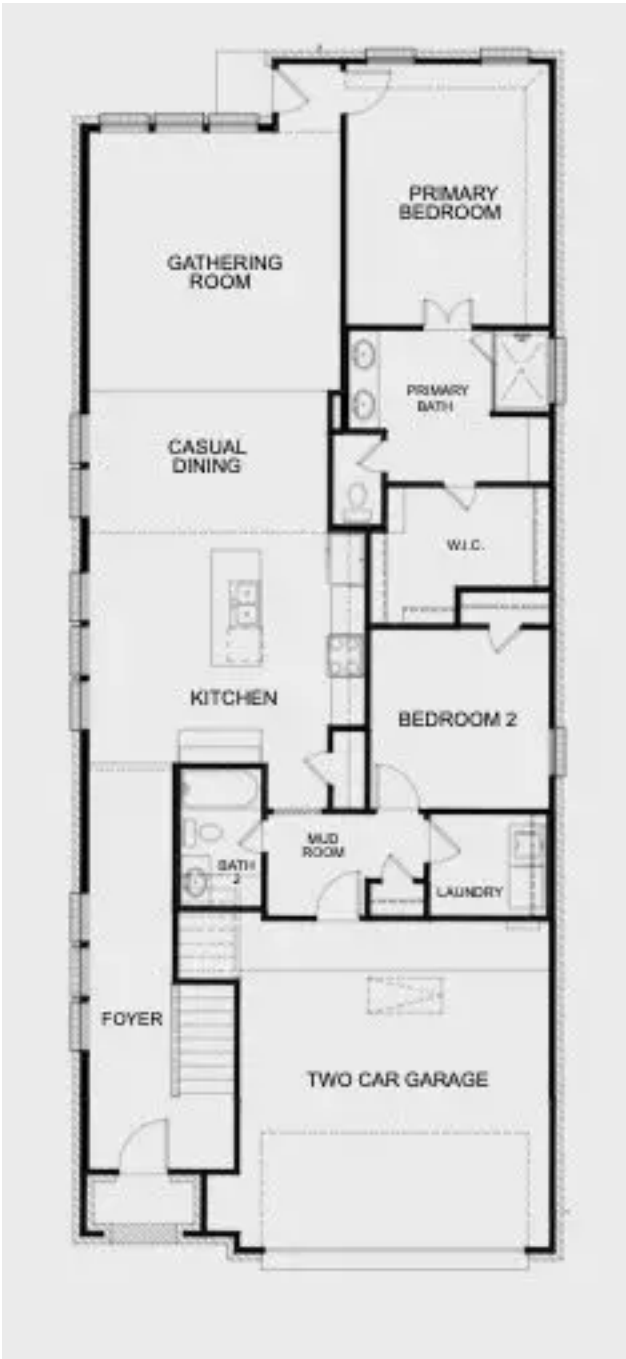 PRIMARY
BEDROOM
GATHERING
ROOM
PRIMARY
BATH
CASUAL
DINING
W.I.C.
KITCHEN
BEDROOM 2
MUD
ROOM
BATH
2
LAUNDRY
FOYER
TWO CAR GARAGE